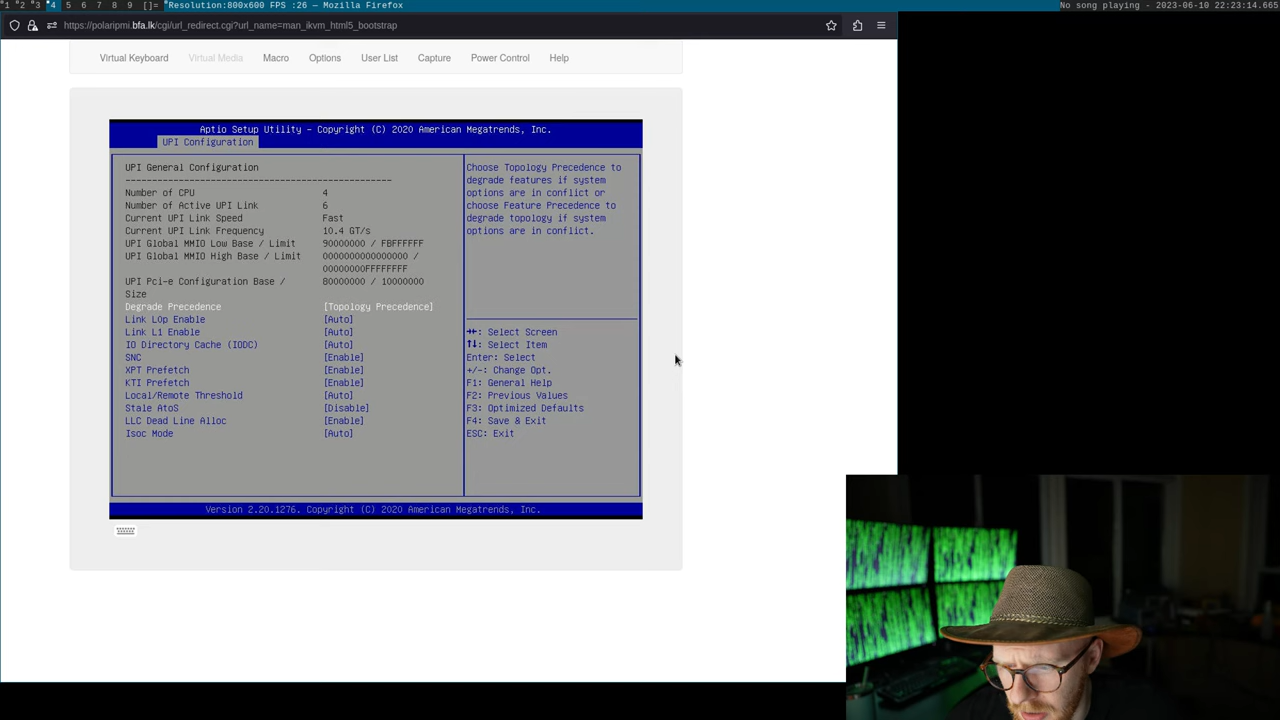 1 2 3 4 5 6 7 8 9 []= Resolution:800x600 FPS :26 — Mozilla Firefox No song playing - 2023-06-10 22:23:14.665
https://polaripmi.bfa.lk/cgi/url_redirect.cgi?url_name=man_ikvm_html5_bootstrap
Virtual Keyboard Virtual Media Macro Options User List Capture Power Control Help
Aptio Setup Utility – Copyright (C) 2020 American Megatrends, Inc.
UPI Configuration
UPI General Configuration
------------------------------------------------
Number of CPU 4
Number of Active UPI Link 6
Current UPI Link Speed Fast
Current UPI Link Frequency 10.4 GT/s
UPI Global MMIO Low Base / Limit 90000000 / FBFFFFFF
UPI Global MMIO High Base / Limit 0000000000000000 /
00000000FFFFFFFF
UPI Pci-e Configuration Base / 80000000 / 10000000
Size
Degrade Precedence [Topology Precedence]
Link L0p Enable [Auto]
Link L1 Enable [Auto]
IO Directory Cache (IODC) [Auto]
SNC [Enable]
XPT Prefetch [Enable]
KTI Prefetch [Enable]
Local/Remote Threshold [Auto]
Stale AtoS [Disable]
LLC Dead Line Alloc [Enable]
Isoc Mode [Auto]
Choose Topology Precedence to
degrade features if system
options are in conflict or
choose Feature Precedence to
degrade topology if system
options are in conflict.
→←: Select Screen
↑↓: Select Item
Enter: Select
+/-: Change Opt.
F1: General Help
F2: Previous Values
F3: Optimized Defaults
F4: Save & Exit
ESC: Exit
Version 2.20.1276. Copyright (C) 2020 American Megatrends, Inc.